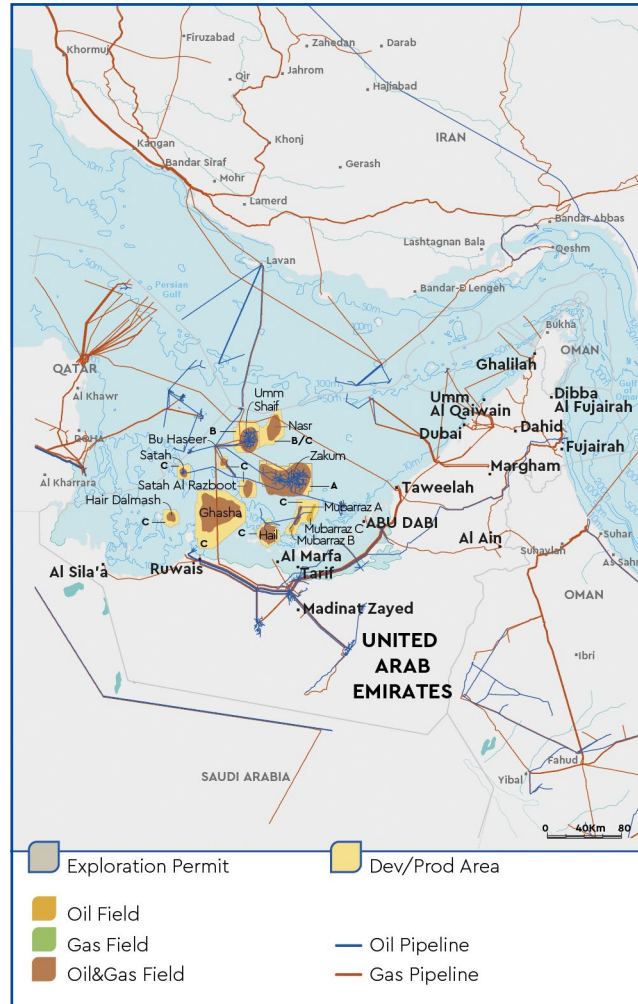 Firuzabad
Khormuj
Zahedan
Darab
Qir
Jahrom
Hajiabad
Kangan
Khonj
IRAN
Bandar Siraf
Gerash
Mohr
Lamerd
Bandar Abbas
Lashtagnan Bala
Qeshm
Lavan
50m
10m
100m
Persian
Gulf
Bandar-E Lengeh
Bukha
OMAN
Ghalilah
QATAR
Al Khawr
Umm
Shaif
Umm
Al Qaiwain
Dibba
Al Fujairah
Nasr
B
B/C
Bu Haseer
DOHA
Dubai
Dahid
Fujairah
Satah
Zakum
C
C
Al Kharrara
Satah Al Razboot
A
Margham
Taweelah
Hair Dalmash
C
Mubarraz A
Ghasha
Mubarraz C
ABU DABI
C
C
Hail
Mubarraz B
C
Al Marfa
Al Ain
Suhaylah
Suhar
As Sahm
Al Sila'a
Ruwais
Tarif
OMAN
Madinat Zayed
UNITED
ARAB
EMIRATES
Ibri
SAUDI ARABIA
Fahud
Yibal
0 40Km 80
Exploration Permit
Dev/Prod Area
Oil Field
Gas Field
Oil Pipeline
Oil&Gas Field
Gas Pipeline